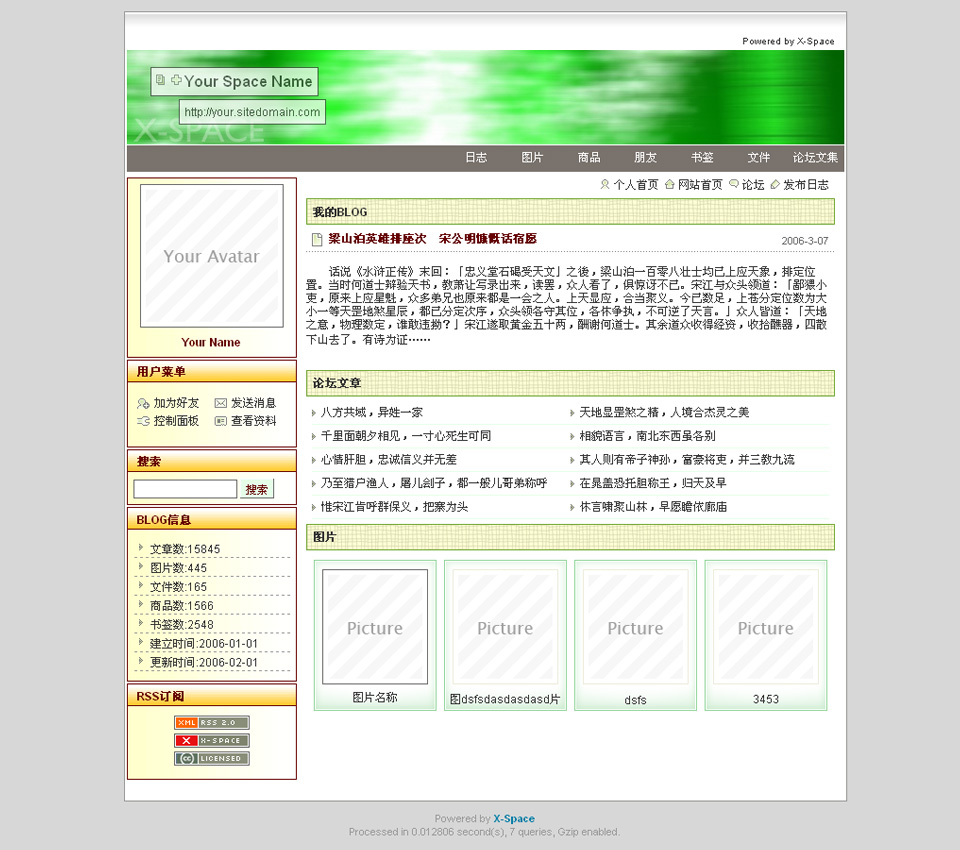 Powered by X-Space
Your Space Name
http://your.sitedomain.com
X-SPACE
日志 图片 商品 朋友 书签 文件 论坛文集
个人首页 网站首页 论坛 发布日志
Your Avatar
Your Name
用户菜单
加为好友 发送消息
控制面板 查看资料
搜索
搜索
BLOG信息
文章数:15845
图片数:445
文件数:165
商品数:1566
书签数:2548
建立时间:2006-01-01
更新时间:2006-02-01
RSS订阅
XML RSS 2.0
X X-SPACE
cc LICENSED
我的BLOG
梁山泊英雄排座次 宋公明慷慨话宿愿
2006-3-07
话说《水浒正传》末回：「忠义堂石碣受天文」之後，梁山泊一百零八壮士均已上应天象，排定位
置。当时何道士辩验天书，教萧让写录出来，读罢，众人看了，俱惊讶不已。宋江与众头领道：「鄙猥小
吏，原来上应星魁，众多弟兄也原来都是一会之人。上天显应，合当聚义。今已数足，上苍分定位数为大
小一等天罡地煞星辰，都已分定次序，众头领各守其位，各休争执，不可逆了天言。」众人皆道：「天地
之意，物理数定，谁敢违拗？」宋江遂取黄金五十两，酬谢何道士。其余道众收得经资，收拾醮器，四散
下山去了。有诗为证……
论坛文章
八方共域，异姓一家
天地显罡煞之精，人境合杰灵之美
千里面朝夕相见，一寸心死生可同
相貌语言，南北东西虽各别
心情肝胆，忠诚信义并无差
其人则有帝子神孙，富豪将吏，并三教九流
乃至猎户渔人，屠儿刽子，都一般儿哥弟称呼
在晁盖恐托胆称王，归天及早
惟宋江肯呼群保义，把寨为头
休言啸聚山林，早愿瞻依廊庙
图片
Picture Picture Picture Picture
图片名称 图dsfsdasdasdasd片 dsfs 3453
Powered by X-Space
Processed in 0.012806 second(s), 7 queries, Gzip enabled.